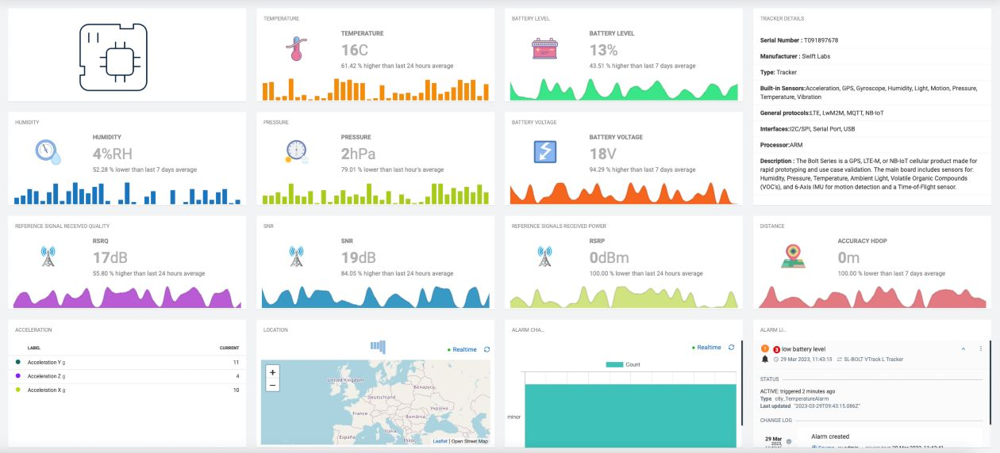 TEMPERATURE
TEMPERATURE
16C
61.42 % higher than last 24 hours average
BATTERY LEVEL
BATTERY LEVEL
13%
43.51 % higher than last 7 days average
TRACKER DETAILS
Serial Number : T091897678
Manufacturer : Swift Labs
Type: Tracker
Built-in Sensors:Acceleration, GPS, Gyroscope, Humidity, Light, Motion, Pressure,
Temperature, Vibration
General protocols:LTE, LwM2M, MQTT, NB-IoT
Interfaces:I2C/SPI, Serial Port, USB
Processor:ARM
Description : The Bolt Series is a GPS, LTE-M, or NB-IoT cellular product made for
rapid prototyping and use case validation. The main board includes sensors for:
Humidity, Pressure, Temperature, Ambient Light, Volatile Organic Compounds
(VOC's), and 6-Axis IMU for motion detection and a Time-of-Flight sensor.
HUMIDITY
HUMIDITY
4%RH
52.28 % lower than last 7 days average
PRESSURE
PRESSURE
2hPa
79.01 % lower than last hour's average
BATTERY VOLTAGE
BATTERY VOLTAGE
18V
94.29 % higher than last 7 days average
REFERENCE SIGNAL RECEIVED QUALITY
RSRQ
17dB
55.80 % higher than last 24 hours average
SNR
SNR
19dB
84.05 % higher than last 24 hours average
REFERENCE SIGNALS RECEIVED POWER
RSRP
0dBm
100.00 % lower than last 24 hours average
DISTANCE
ACCURACY HDOP
0m
100.00 % lower than last 7 days average
ACCELERATION
LABEL CURRENT
Acceleration Y g 11
Acceleration Z g 4
Acceleration X g 10
LOCATION
Realtime
+
−
United Kingdom
Беларусь
Deutschland
Україна
France
România
Italia
España
Ελλάς
Leaflet | Open Street Map
ALARM CHA...
Realtime
Count
minor
ALARM LI...
! 3 low battery level
29 Mar 2023, 11:43:15 SL-BOLT VTrack L Tracker
STATUS
ACTIVE: triggered 2 minutes ago
Type c8y_TemperatureAlarm
Last updated "2023-03-29T09:43:15.086Z"
CHANGE LOG
29 Mar
2023,
Alarm created